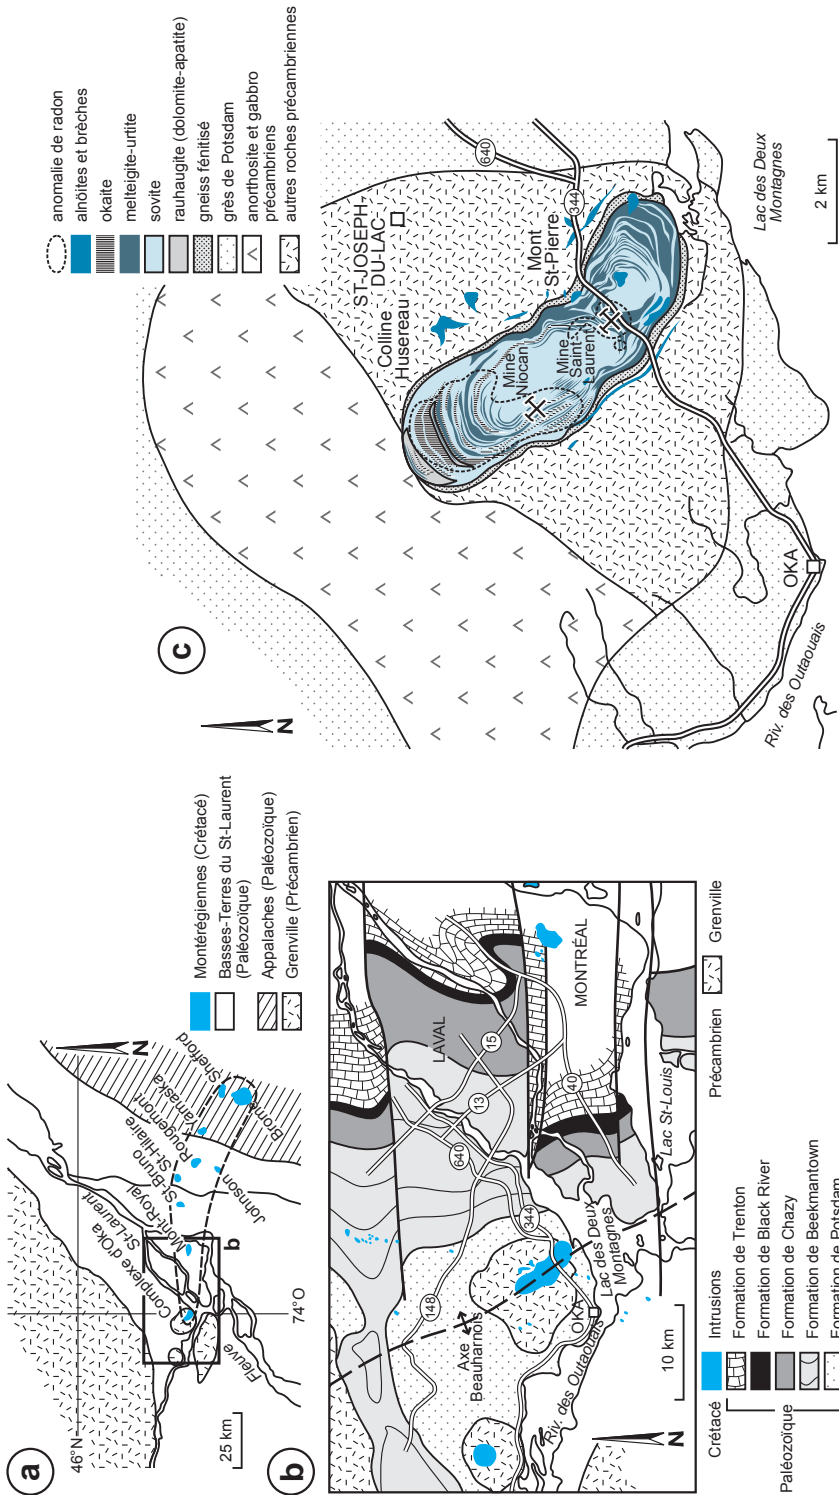 a
46°N
74°O
25 km
N
b
Complexe d'Oka
St-Laurent
Mont-Royal
St-Bruno
St-Hilaire
Rougemont
Yamaska
Shefford
Brome
Johnson
Fleuve
Montérégiennes (Crétacé)
Basses-Terres du St-Laurent
(Paléozoïque)
Appalaches (Paléozoïque)
Grenville (Précambrien)
b
LAVAL
MONTRÉAL
15
13
40
640
344
148
Axe
Beauharnois
OKA
Lac des Deux
Montagnes
Lac St-Louis
Riv. des Outaouais
10 km
N
Crétacé
Intrusions
Paléozoïque
Formation de Trenton
Formation de Black River
Formation de Chazy
Formation de Beekmantown
Formation de Potsdam
Précambrien
Grenville
c
N
anomalie de radon
alnöites et brèches
okaite
melteigite-urtite
sovite
rauhaugite (dolomite-apatite)
gneiss fénitisé
grès de Potsdam
anorthosite et gabbro
précambriens
autres roches précambriennes
ST-JOSEPH-
DU-LAC
Colline
Husereau
Mont
St-Pierre
Mine
Niocan
Mine
Saint-
Laurent
640
344
OKA
Riv. des Outaouais
Lac des Deux
Montagnes
2 km